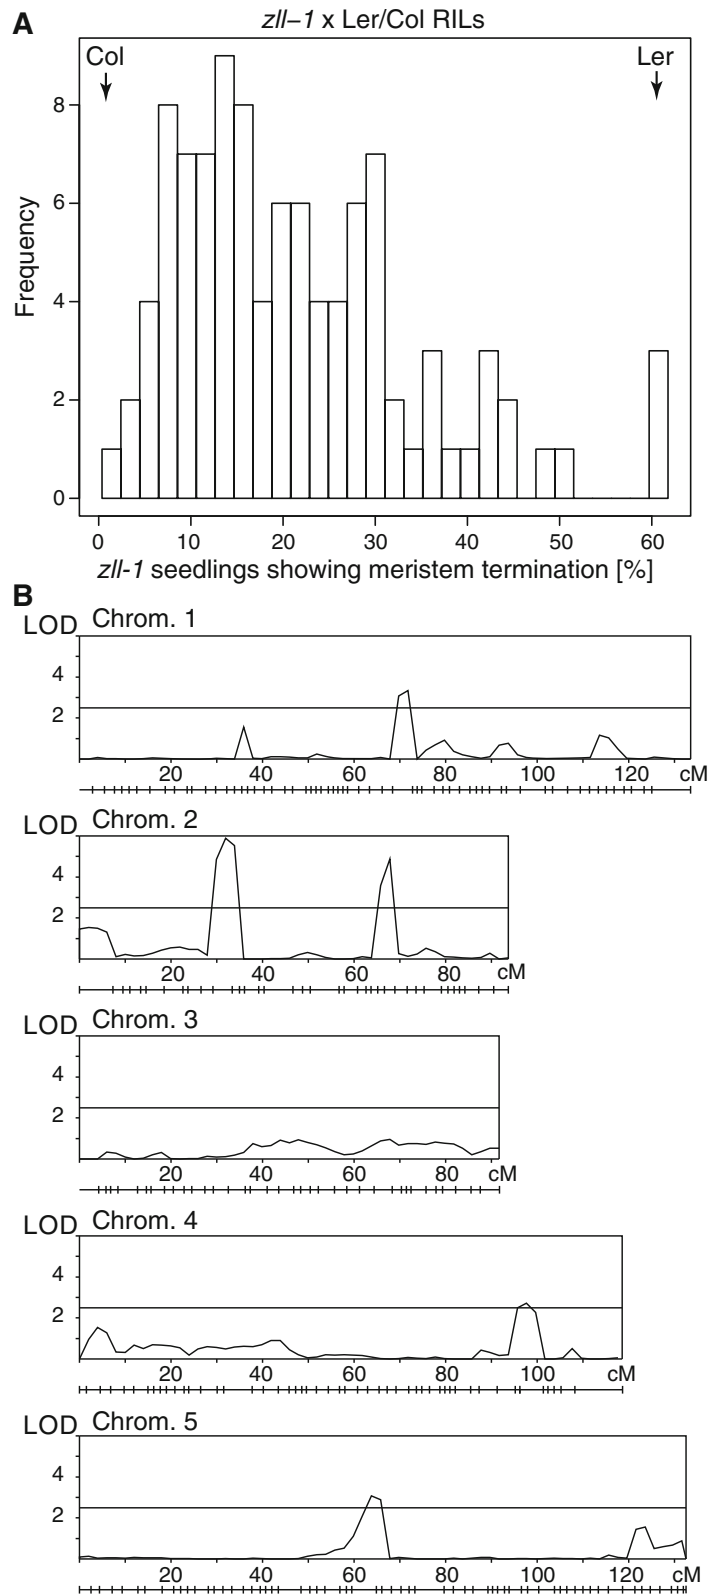 A
zll–1 x Ler/Col RILs
Col
Ler
Frequency
8
6
4
2
0
0 10 20 30 40 50 60
zll-1 seedlings showing meristem termination [%]
B
LOD Chrom. 1
4
2
20 40 60 80 100 120 cM
LOD Chrom. 2
4
2
20 40 60 80 cM
LOD Chrom. 3
4
2
20 40 60 80 cM
LOD Chrom. 4
4
2
20 40 60 80 100 cM
LOD Chrom. 5
4
2
20 40 60 80 100 120 cM